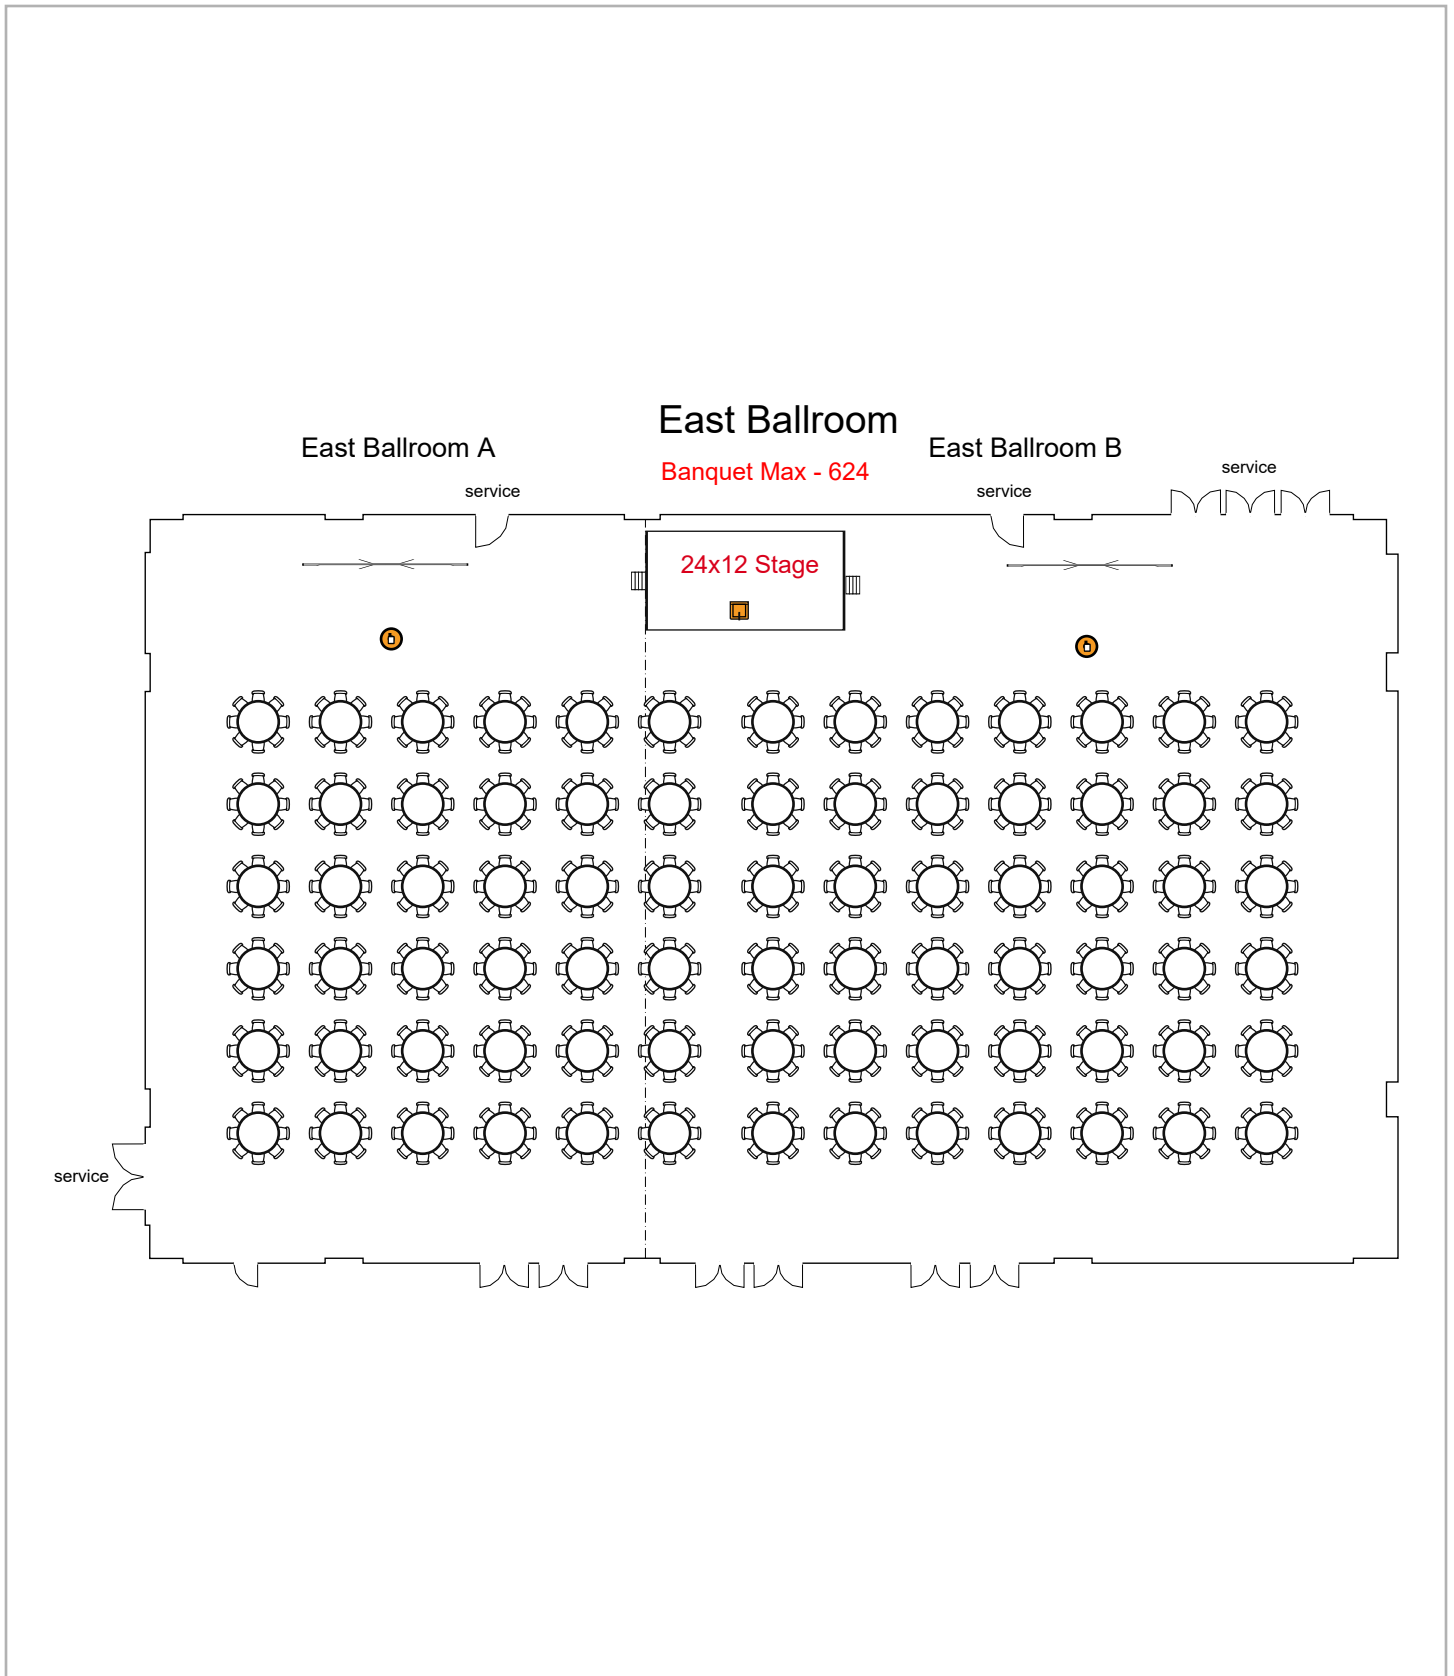 East Ballroom
East Ballroom A
East Ballroom B
Banquet Max - 624
service
service
service
24x12 Stage
service